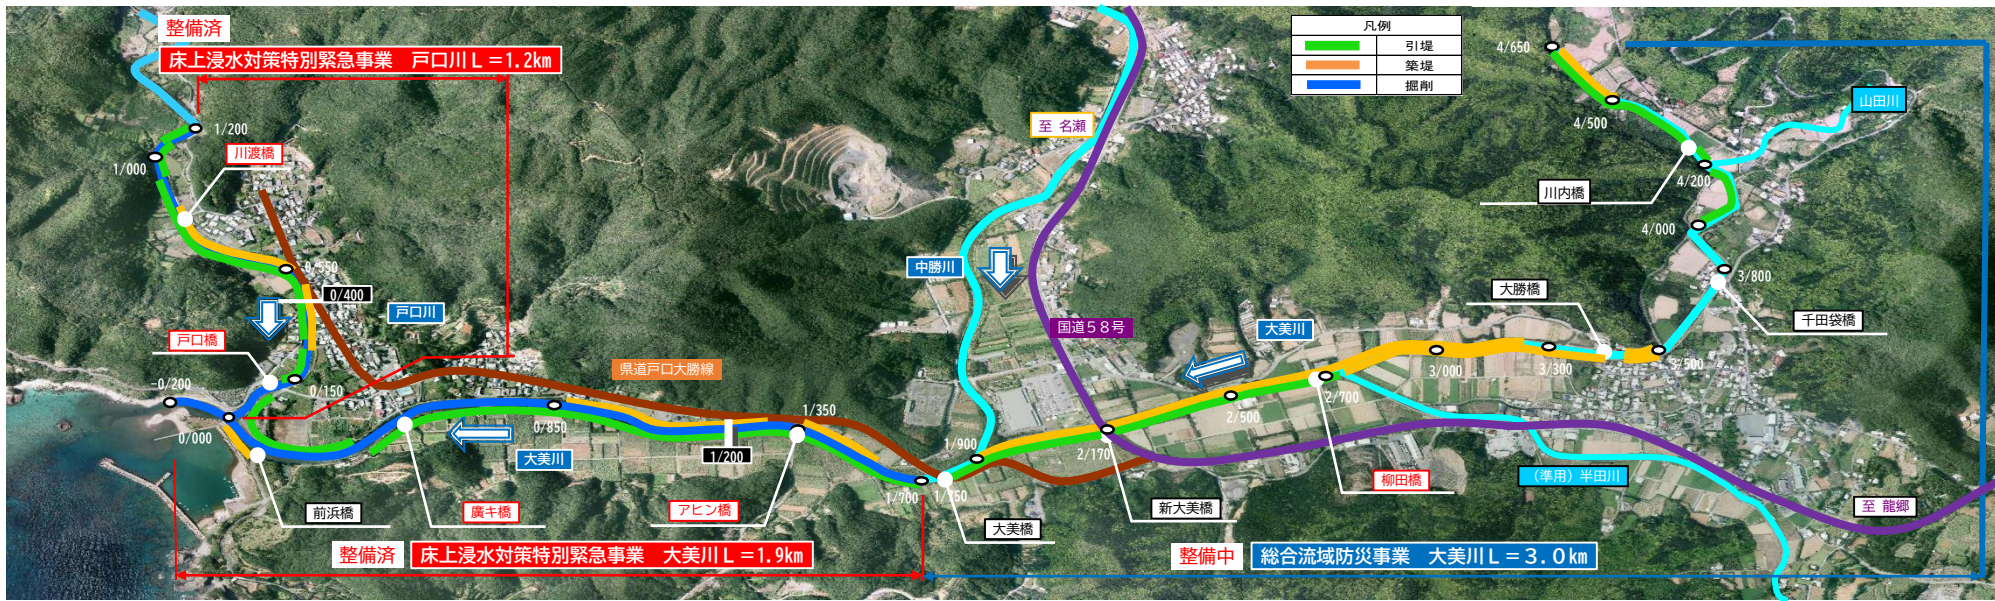 整備済
床上浸水対策特別緊急事業 戸口川L=1.2km
凡例
引堤
築堤
掘削
4/650
4/500
山田川
至 名瀬
1/200
川渡橋
1/000
4/200
川内橋
4/000
0/550
中勝川
3/800
0/400
戸口川
大勝橋
千田袋橋
国道58号
大美川
戸口橋
県道戸口大勝線
3/000
3/300
3/500
-0/200
0/150
2/700
2/500
1/350
0/000
0/850
1/900
2/170
大美川
1/200
柳田橋
(準用)半田川
1/700
1/750
前浜橋
廣キ橋
アヒン橋
大美橋
新大美橋
至 龍郷
整備済
床上浸水対策特別緊急事業 大美川L=1.9km
整備中
総合流域防災事業 大美川L=3.0km